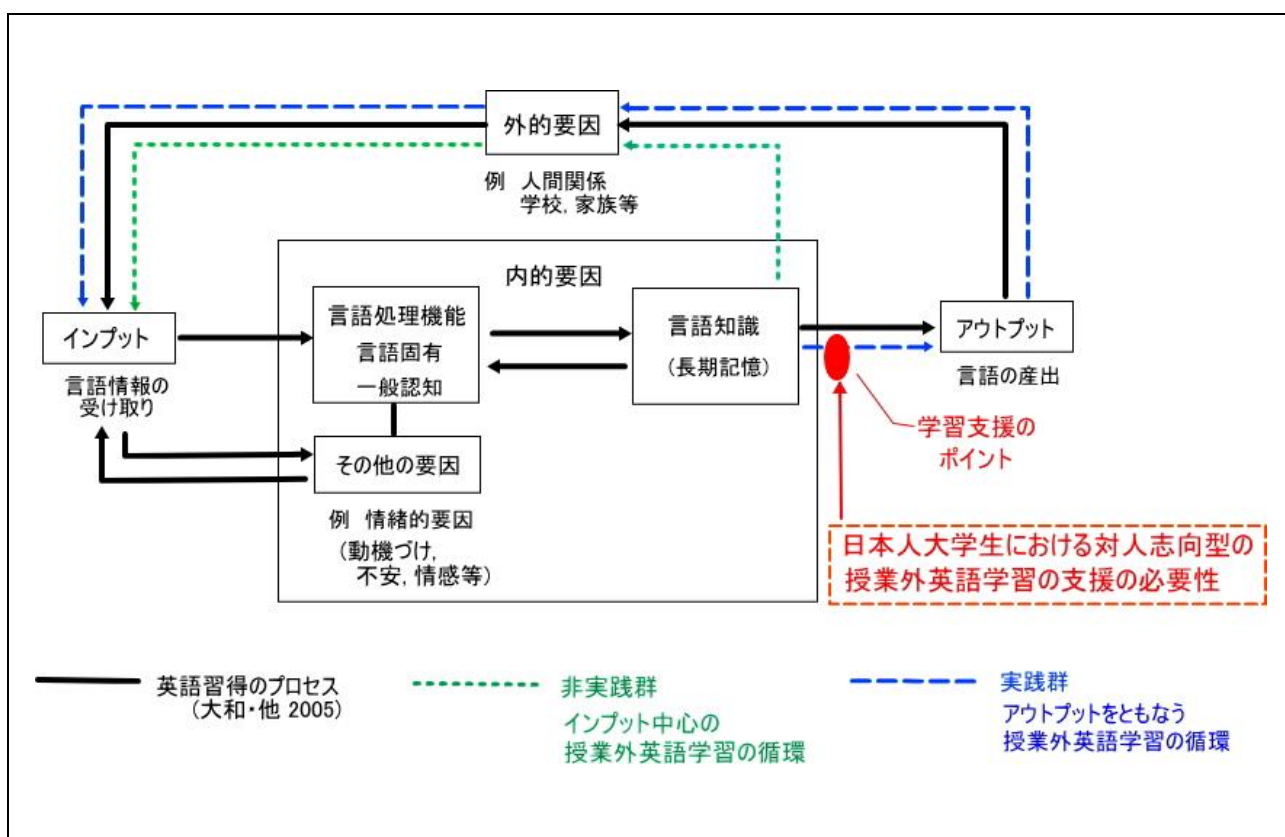 外的要因
例 人間関係
学校, 家族等
内的要因
インプット
言語情報の
受け取り
言語処理機能
言語固有
一般認知
言語知識
(長期記憶)
アウトプット
言語の産出
学習支援の
ポイント
その他の要因
例 情緒的要因
(動機づけ,
不安, 情感等)
日本人大学生における対人志向型の
授業外英語学習の支援の必要性
英語習得のプロセス
(大和・他 2005)
非実践群
インプット中心の
授業外英語学習の循環
実践群
アウトプットをともなう
授業外英語学習の循環